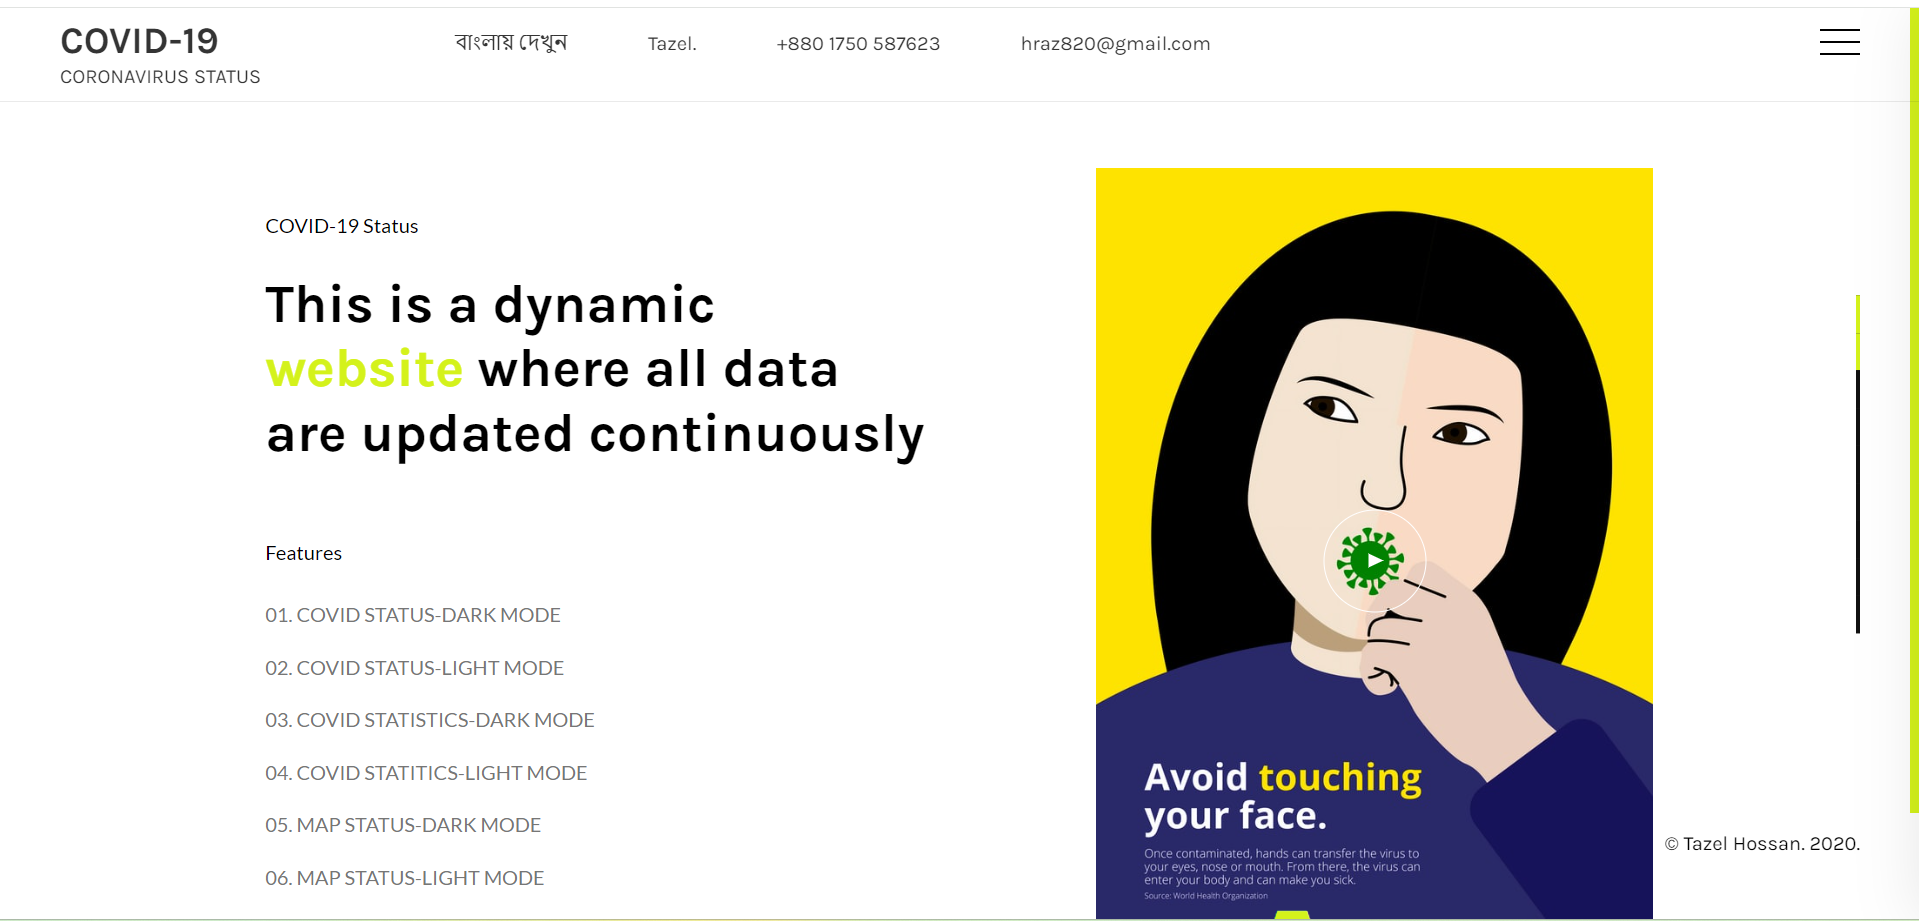 COVID-19
CORONAVIRUS STATUS
বাংলায় দেখুন
Tazel.
+880 1750 587623
hraz820@gmail.com
COVID-19 Status
This is a dynamic
website where all data
are updated continuously
Features
01. COVID STATUS-DARK MODE
02. COVID STATUS-LIGHT MODE
03. COVID STATISTICS-DARK MODE
04. COVID STATITICS-LIGHT MODE
05. MAP STATUS-DARK MODE
06. MAP STATUS-LIGHT MODE
Avoid touching
your face.
Once contaminated, hands can transfer the virus to
your eyes, nose or mouth. From there, the virus can
enter your body and can make you sick.
Source: World Health Organization
© Tazel Hossan. 2020.